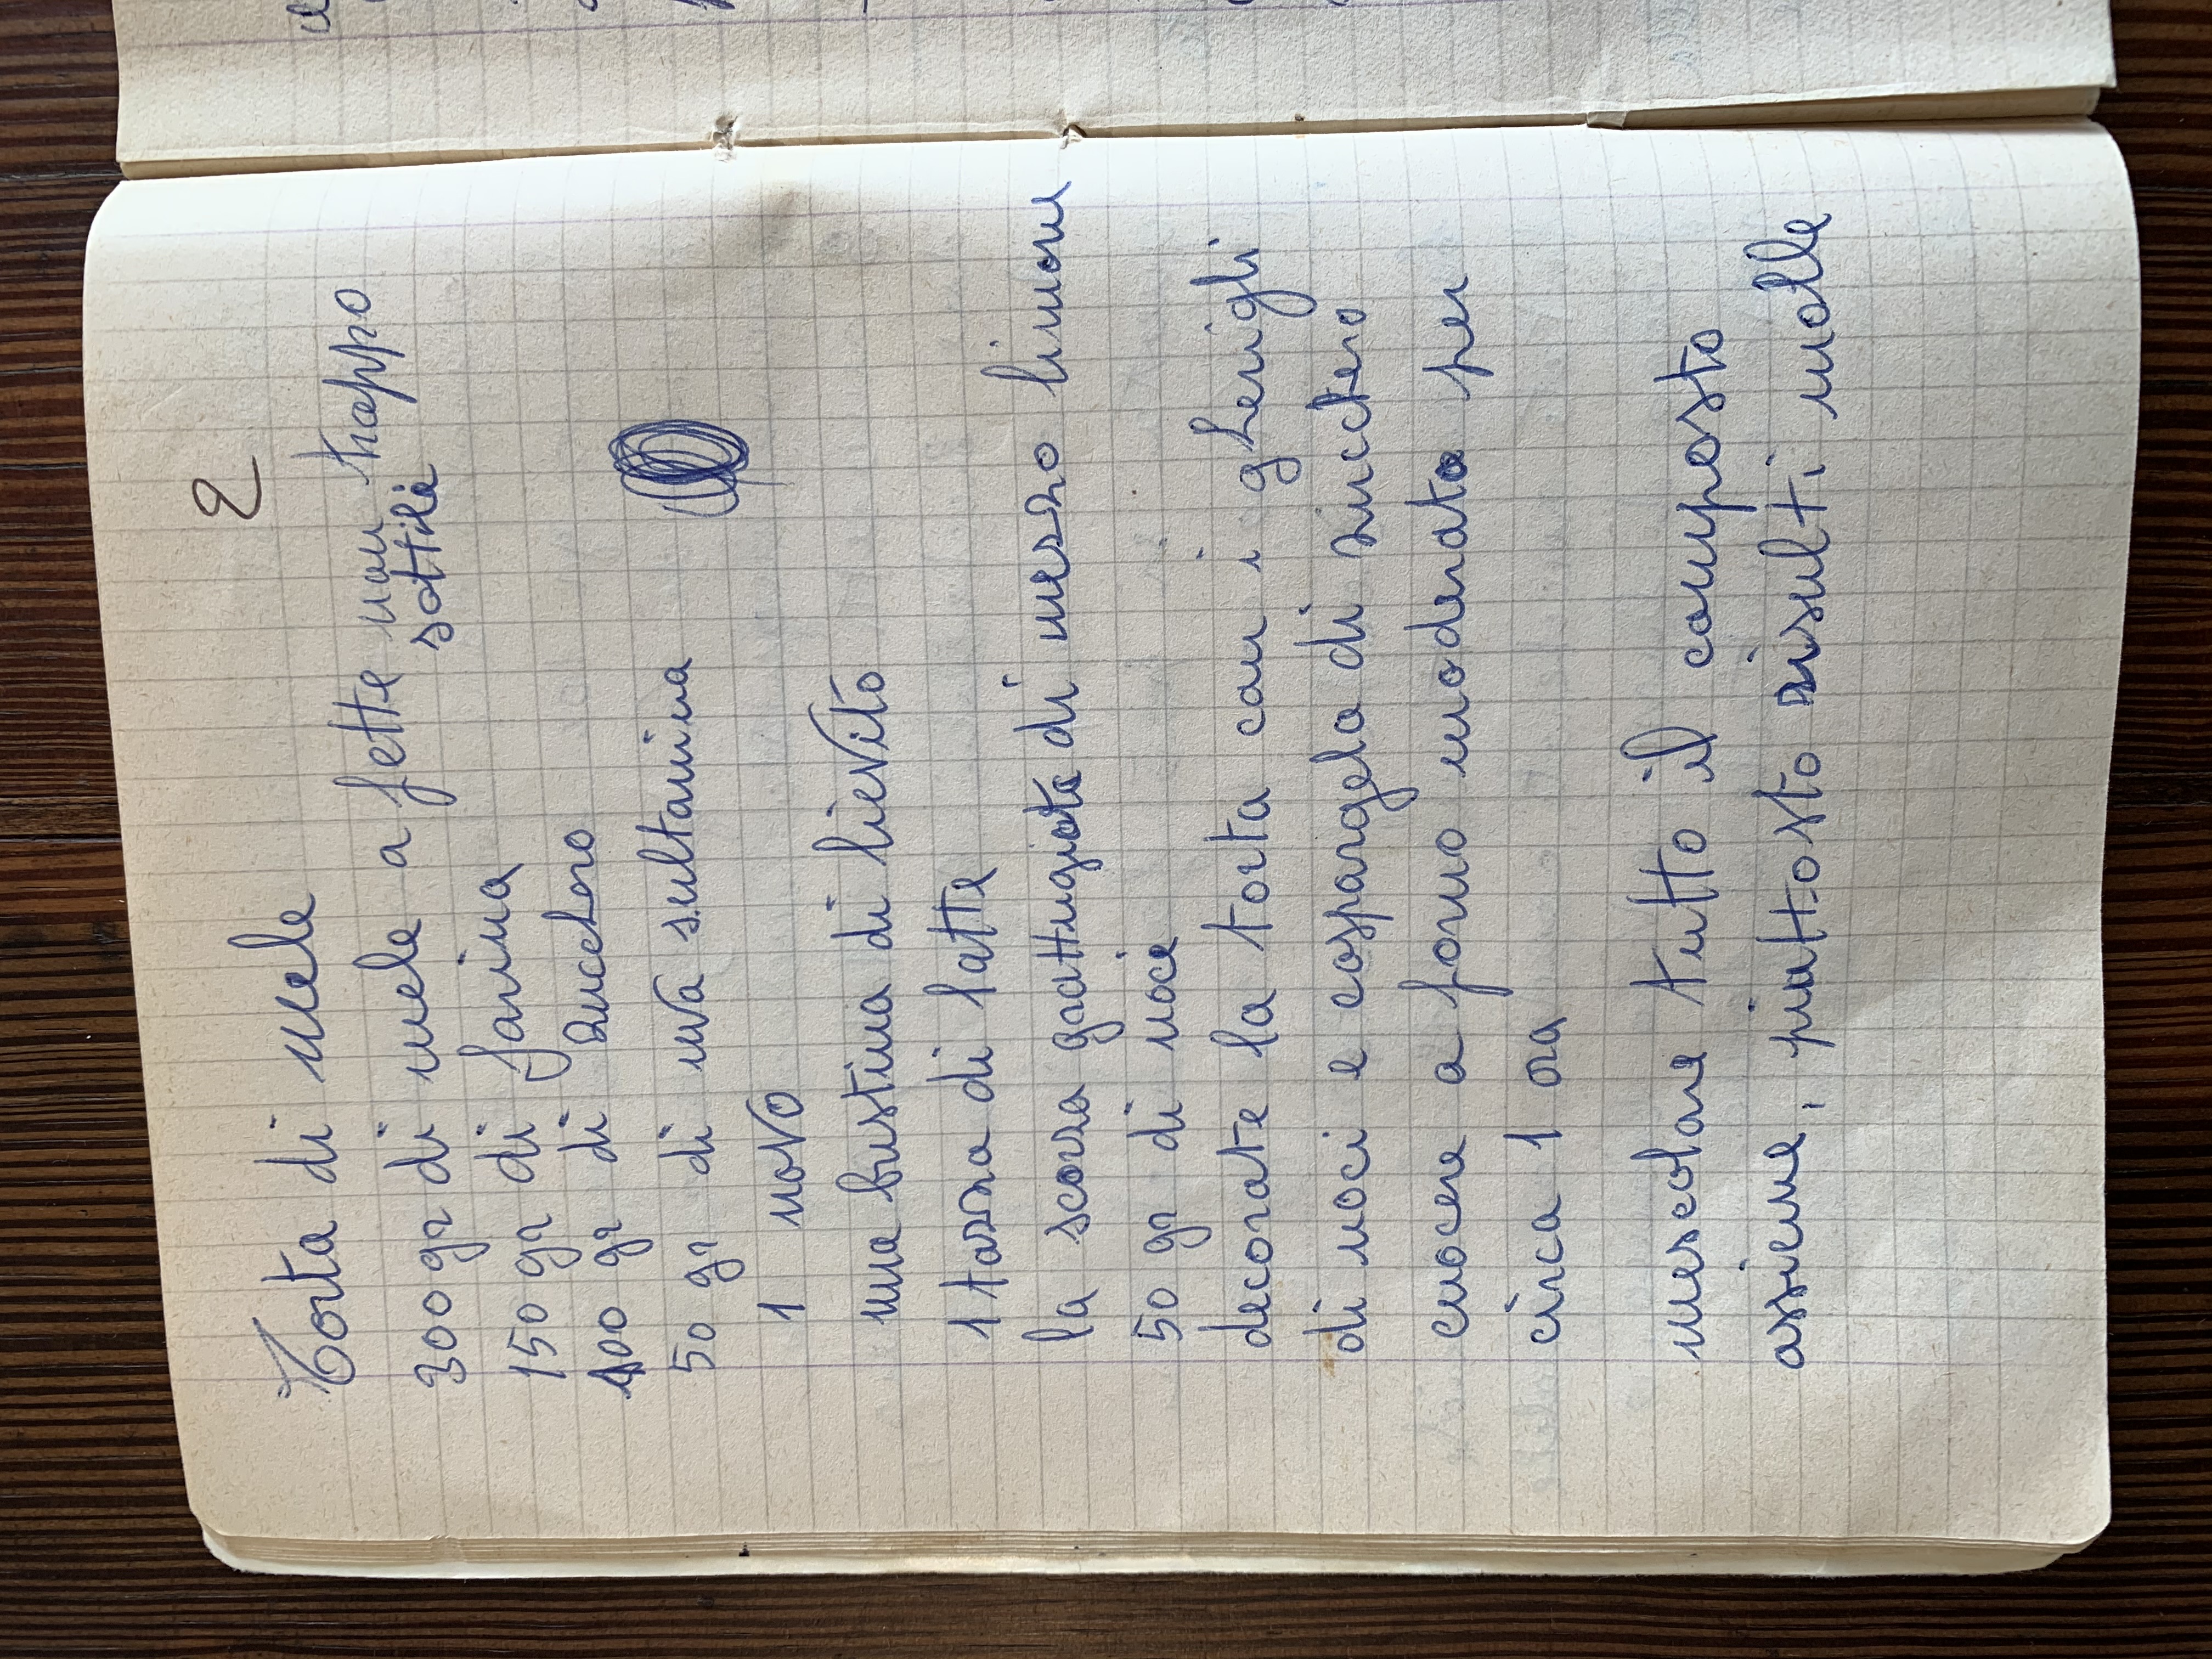 2
Torta di mele
300 gr di mele a fette non troppo
sottili
150 gr di farina
100 gr di zucchero
50 gr di uva sultanina
1 uovo
una bustina di lievito
1 tazza di latte
la scorza grattugiata di mezzo limone
50 gr di noci
decorate la torta con i gherigli
di noci e cospargela di zucchero
cuocere a forno moderato per
circa 1 ora
mescolare tutto il composto
assieme, piuttosto risulti molle